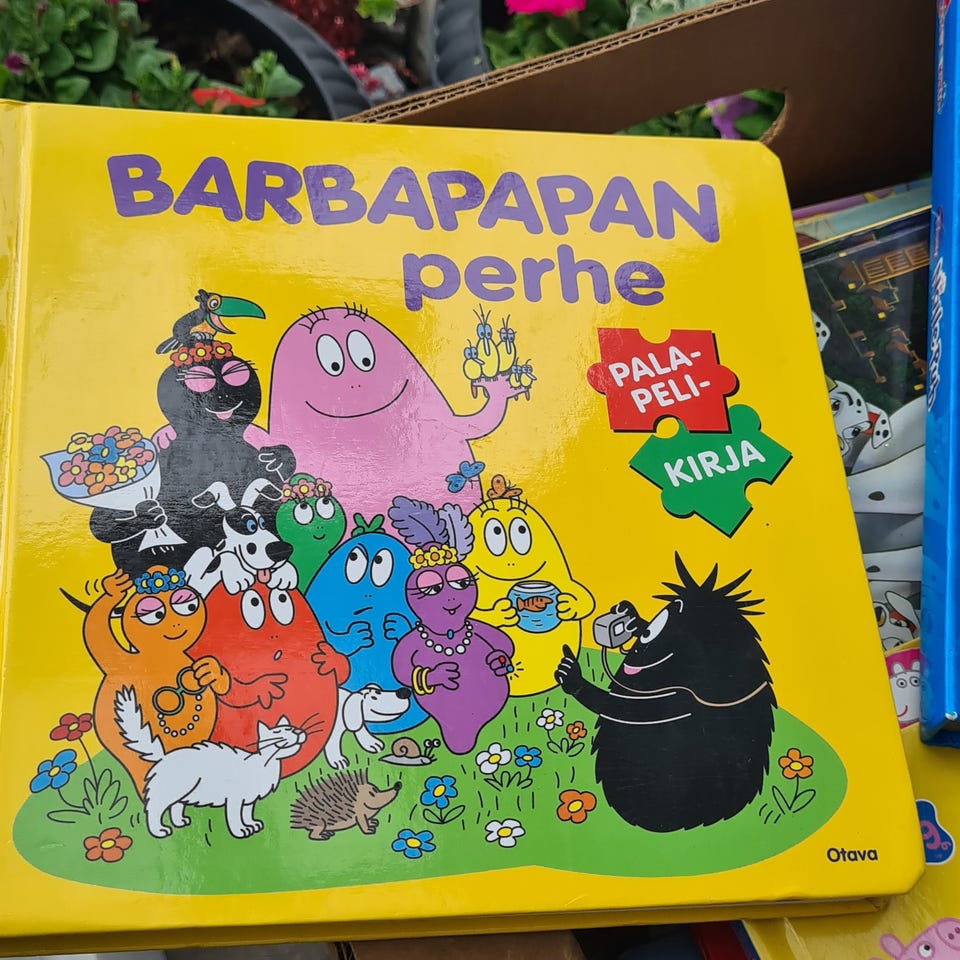 BARBAPAPAN
perhe
PALA-
PELI-
KIRJA
Otava